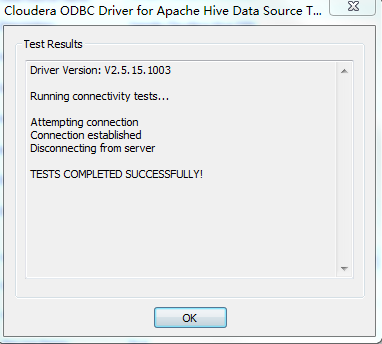 Cloudera ODBC Driver for Apache Hive Data Source T...
Test Results
Driver Version: V2.5.15.1003
Running connectivity tests...
Attempting connection
Connection established
Disconnecting from server
TESTS COMPLETED SUCCESSFULLY!
OK